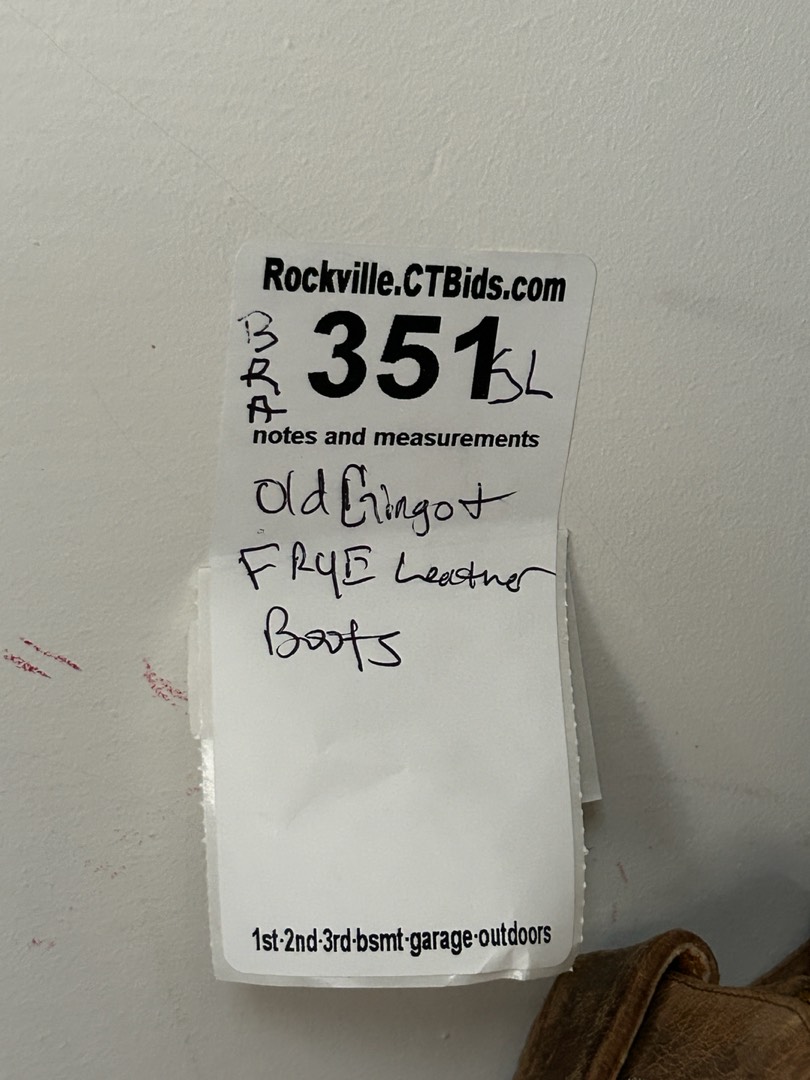 Rockville.CTBids.com
BRA
351 SL
notes and measurements
Old Gringo +
FRYE Leather
Boots
1st·2nd·3rd·bsmt·garage·outdoors